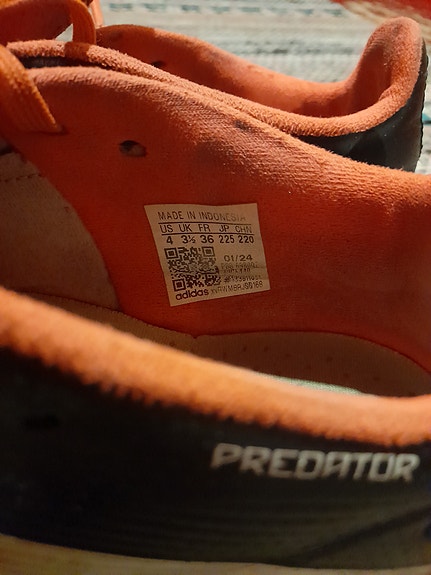 MADE IN INDONESIA
US UK FR JP CHN
4 3½ 36 225 220
01/24
adidas
PREDATOR